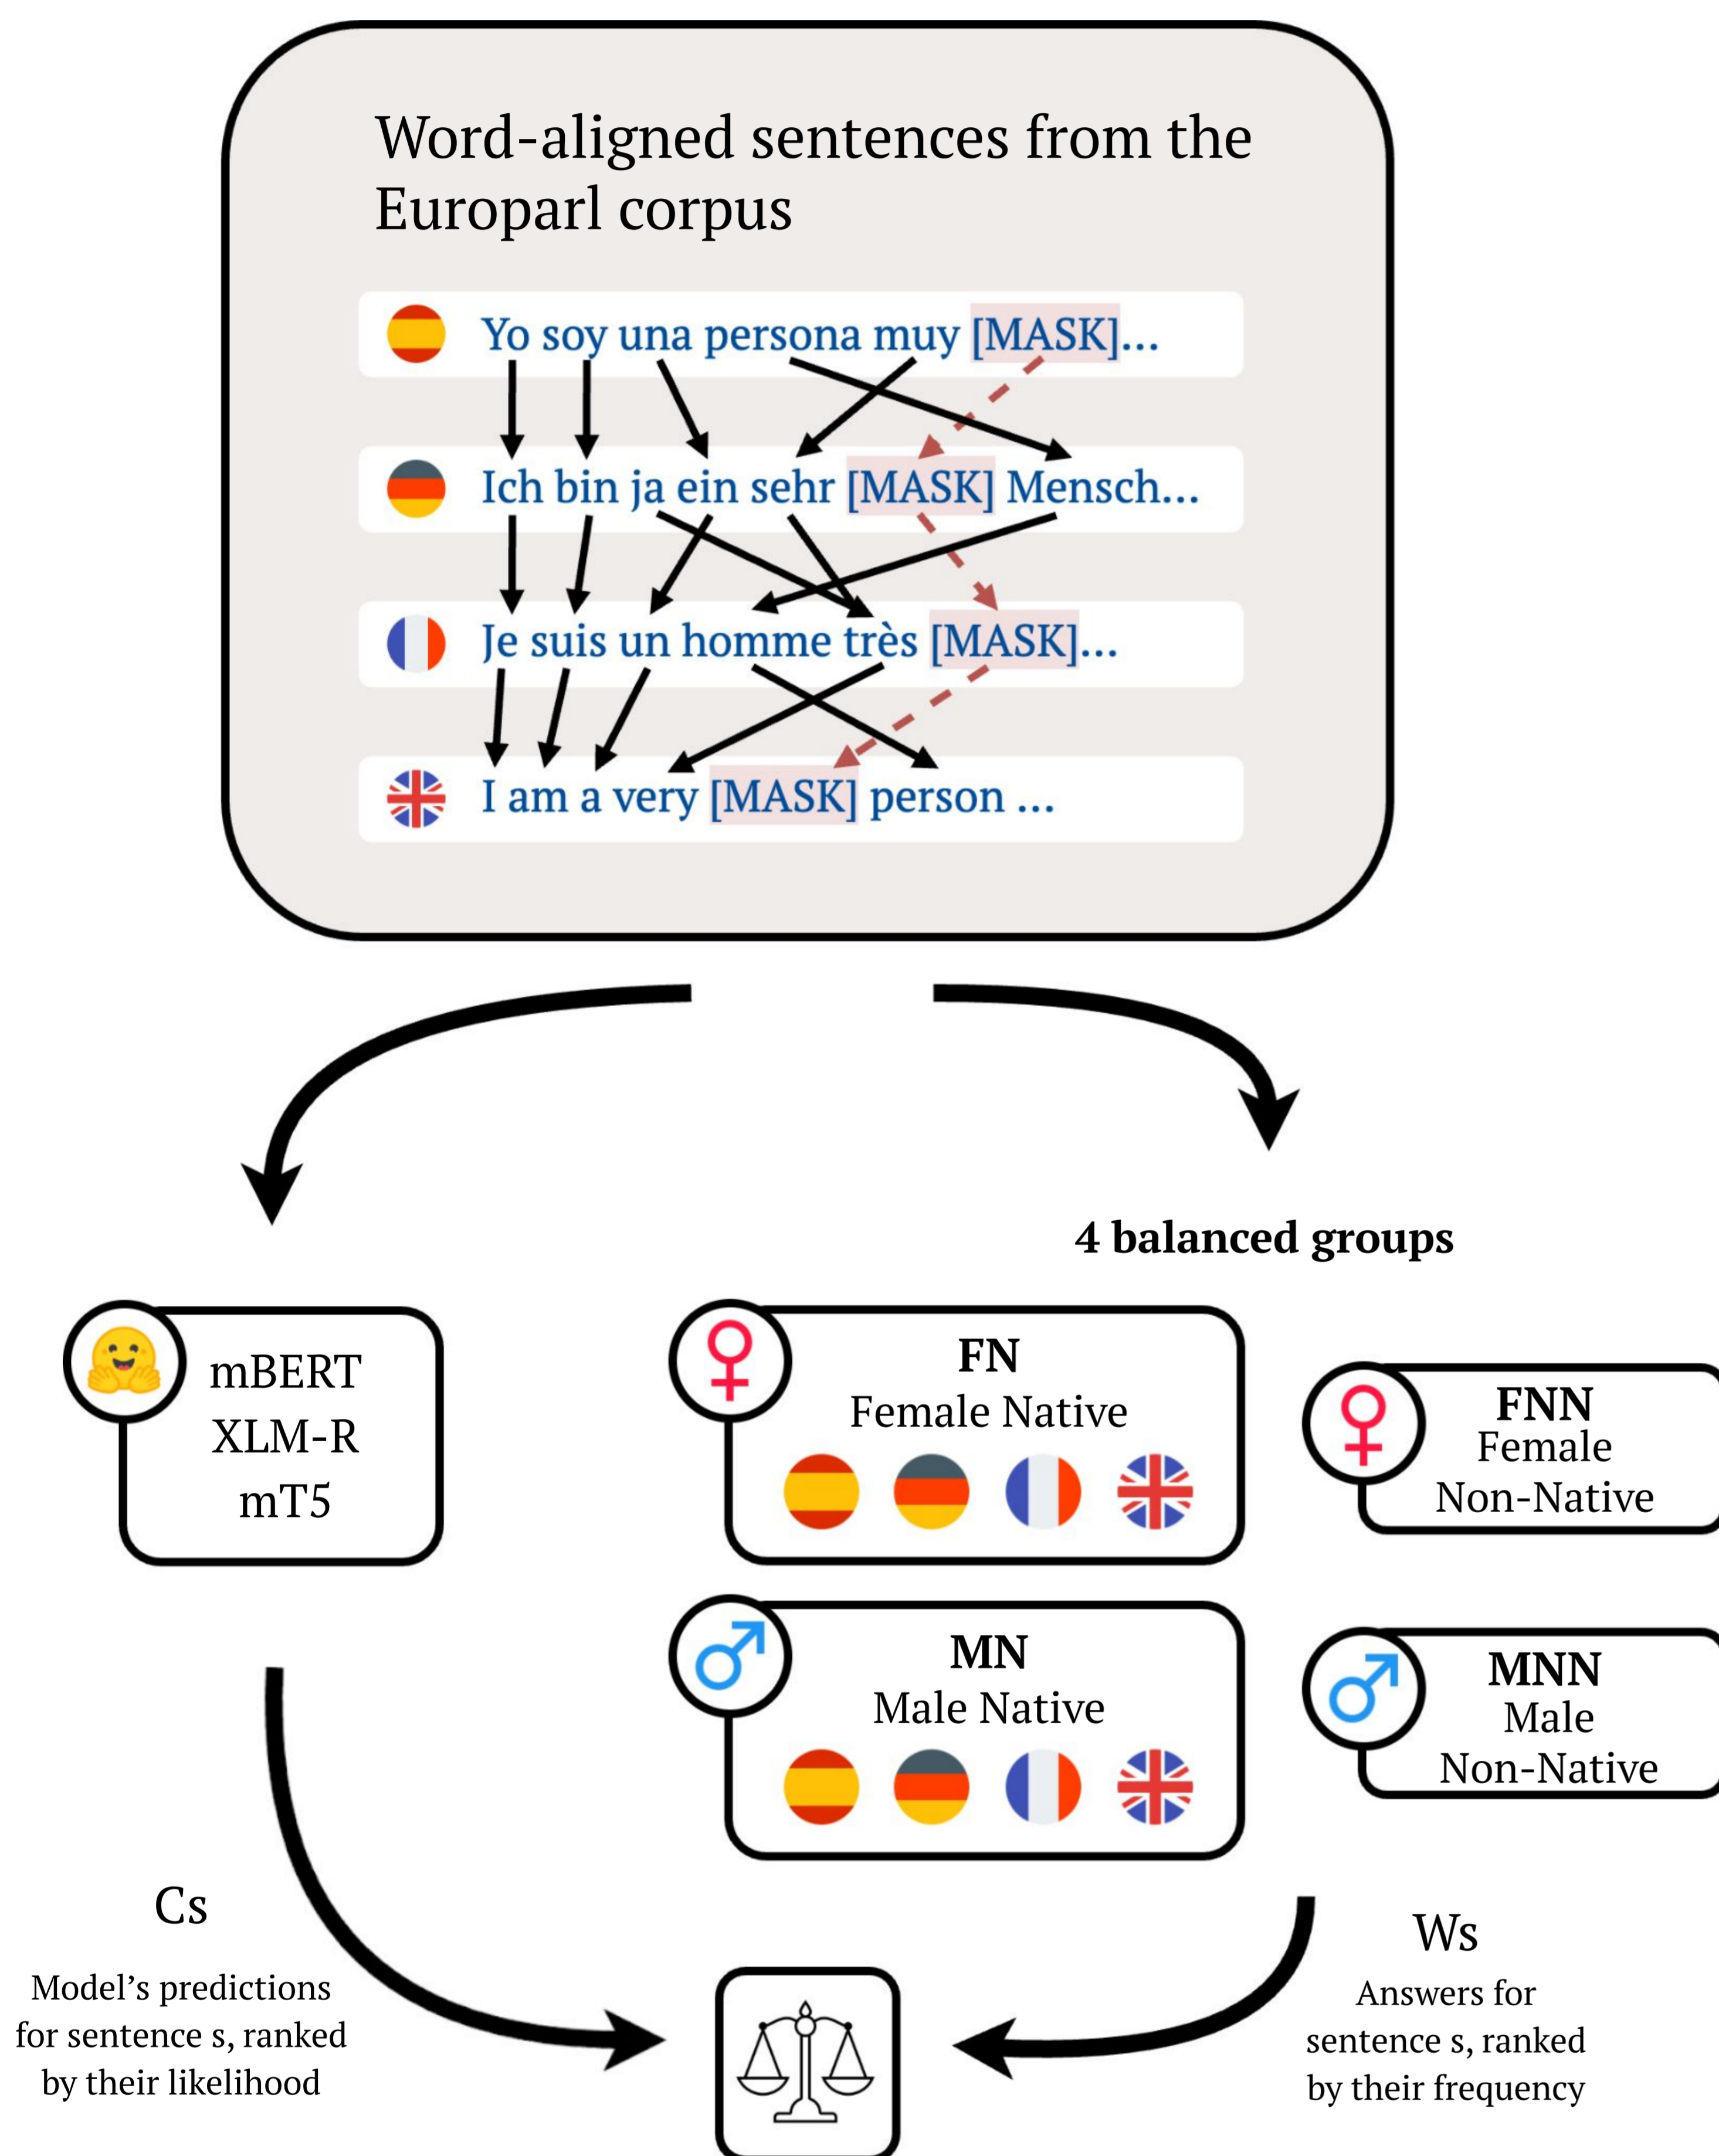 Word-aligned sentences from the
Europarl corpus
Yo soy una persona muy [MASK]...
Ich bin ja ein sehr [MASK] Mensch...
Je suis un homme très [MASK]...
I am a very [MASK] person ...
4 balanced groups
mBERT
XLM-R
mT5
FN
Female Native
FNN
Female
Non-Native
MN
Male Native
MNN
Male
Non-Native
Cs
Model’s predictions
for sentence s, ranked
by their likelihood
Ws
Answers for
sentence s, ranked
by their frequency